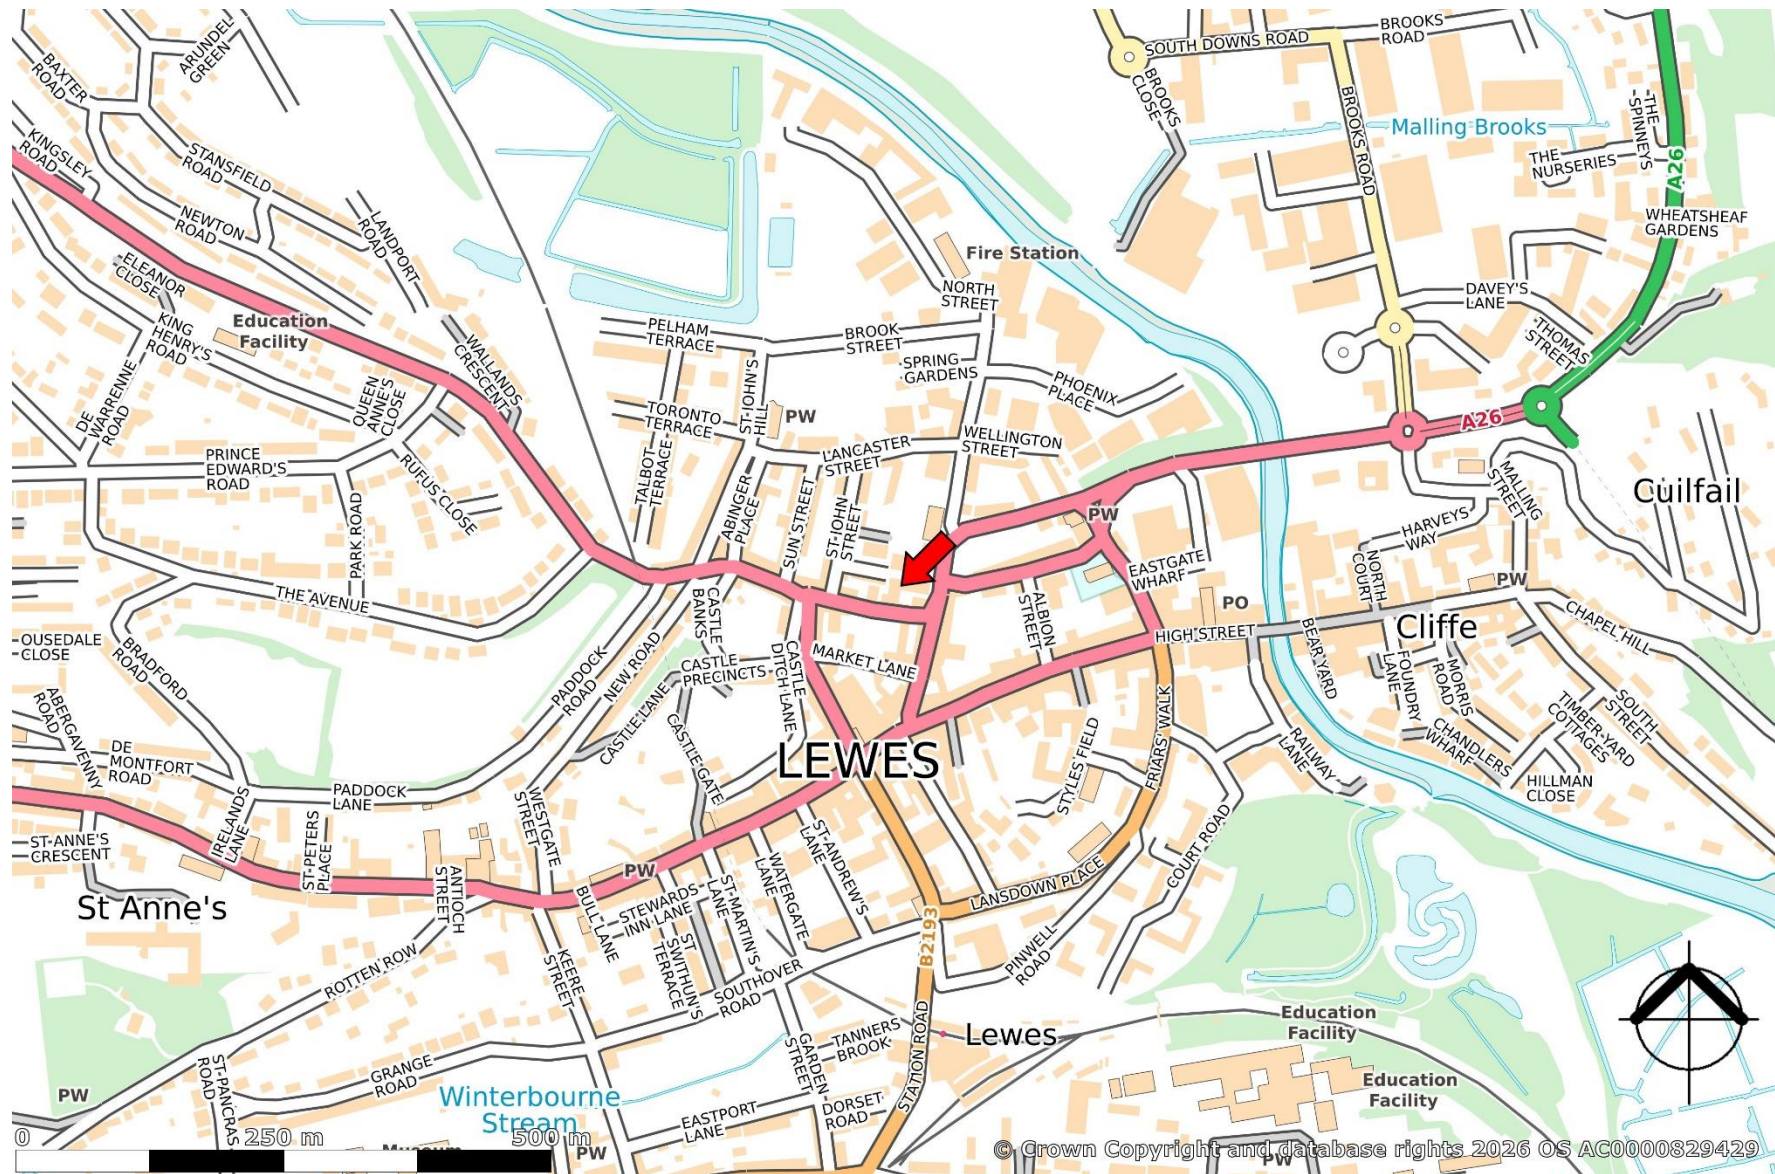 ARUNDEL
GREEN
BAXTER
ROAD
KINGSLEY
ROAD
STANSFIELD
ROAD
NEWTON
ROAD
LANDPORT
ROAD
ELEANOR
CLOSE
KING
HENRY'S
ROAD
Education
Facility
WALLANDS
CRESCENT
DE
WARRENNE
ROAD
QUEEN
ANNE'S
CLOSE
PRINCE
EDWARD'S
ROAD
RUFUS CLOSE
PARK ROAD
THE AVENUE
OUSEDALE
CLOSE
BRADFORD
ROAD
ABERGAVENNY
ROAD
DE
MONTFORT
ROAD
IRELANDS
LANE
ST-PETERS
PLACE
PADDOCK
LANE
ST-ANNE'S
CRESCENT
St Anne's
ANTIOCH
STREET
ROTTEN ROW
ST-PANCRAS
ROAD
GRANGE
ROAD
PW
SOUTH DOWNS ROAD
BROOKS
ROAD
BROOKS
CLOSE
BROOKS ROAD
Malling Brooks
THE
SPINNEYS
THE
NURSERIES
A26
WHEATSHEAF
GARDENS
DAVEY'S
LANE
THOMAS
STREET
Fire Station
NORTH
STREET
PELHAM
TERRACE
BROOK
STREET
SPRING
GARDENS
PHOENIX
PLACE
TORONTO
TERRACE
ST-JOHN'S
HILL
PW
TALBOT
TERRACE
LANCASTER
STREET
WELLINGTON
STREET
ABINGER
PLACE
SUN STREET
ST-JOHN
STREET
PW
A26
MALLING
STREET
Cuilfail
HARVEYS
WAY
NORTH
COURT
PW
EASTGATE
WHARF
PO
ALBION
STREET
HIGH STREET
BEAR YARD
Cliffe
CHAPEL HILL
FOUNDRY
LANE
MORRIS
ROAD
CHANDLERS
WHARF
TIMBER-YARD
COTTAGES
SOUTH
STREET
HILLMAN
CLOSE
RAILWAY
LANE
CASTLE
BANKS
CASTLE
PRECINCTS
CASTLE
DITCH LANE
MARKET LANE
PADDOCK
ROAD
NEW ROAD
CASTLE LANE
CASTLE GATE
LEWES
STYLES FIELD
FRIARS' WALK
COURT ROAD
LANSDOWN PLACE
PINWELL
ROAD
WESTGATE
STREET
PW
BULL LANE
STEWARDS
INN LANE
ST
SWITHUN'S
TERRACE
ST-MARTIN'S
LANE
WATERGATE
LANE
ST-ANDREW'S
LANE
KEERE
STREET
SOUTHOVER
ROAD
B2193
STATION ROAD
Lewes
TANNERS
BROOK
GARDEN
STREET
DORSET
ROAD
EASTPORT
LANE
Winterbourne
Stream
Museum
PW
Education
Facility
Education
Facility
PW
0 250 m 500 m
© Crown Copyright and database rights 2026 OS AC0000829429